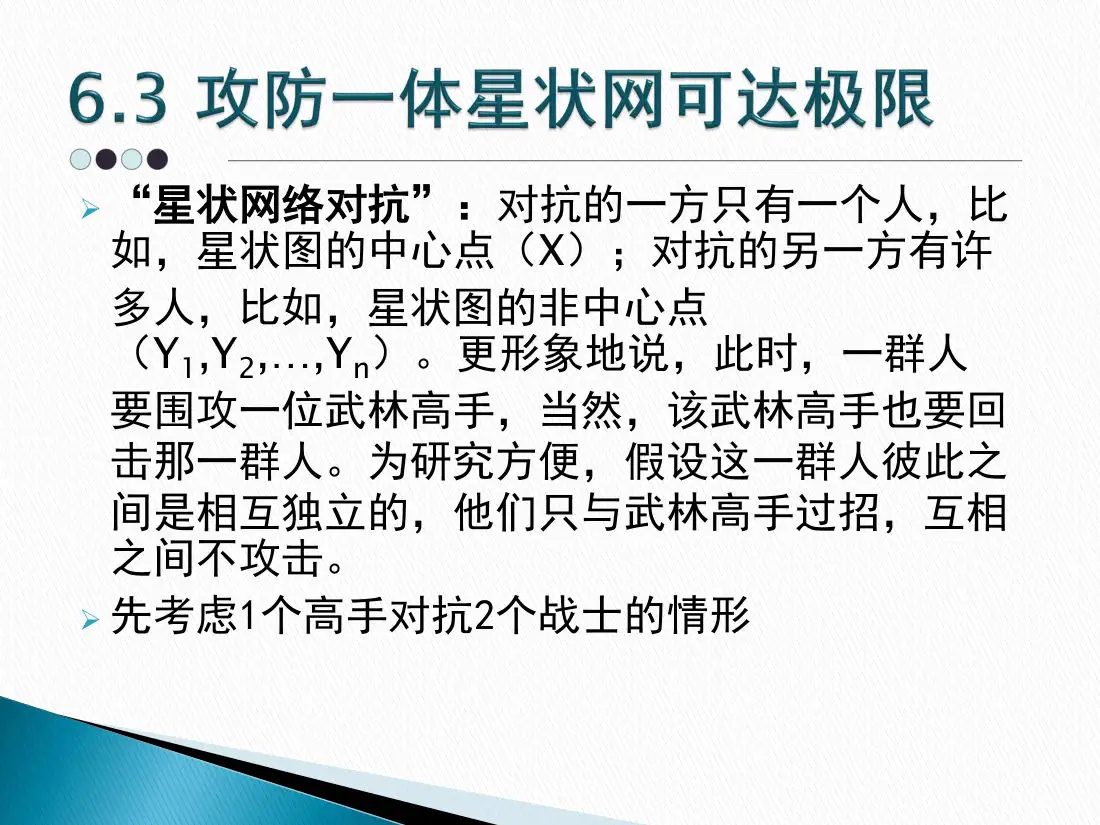 6.3 攻防一体星状网可达极限
“星状网络对抗”：对抗的一方只有一个人，比
如，星状图的中心点（X）；对抗的另一方有许
多人，比如，星状图的非中心点
（Y1,Y2,…,Yn）。更形象地说，此时，一群人
要围攻一位武林高手，当然，该武林高手也要回
击那一群人。为研究方便，假设这一群人彼此之
间是相互独立的，他们只与武林高手过招，互相
之间不攻击。
先考虑1个高手对抗2个战士的情形